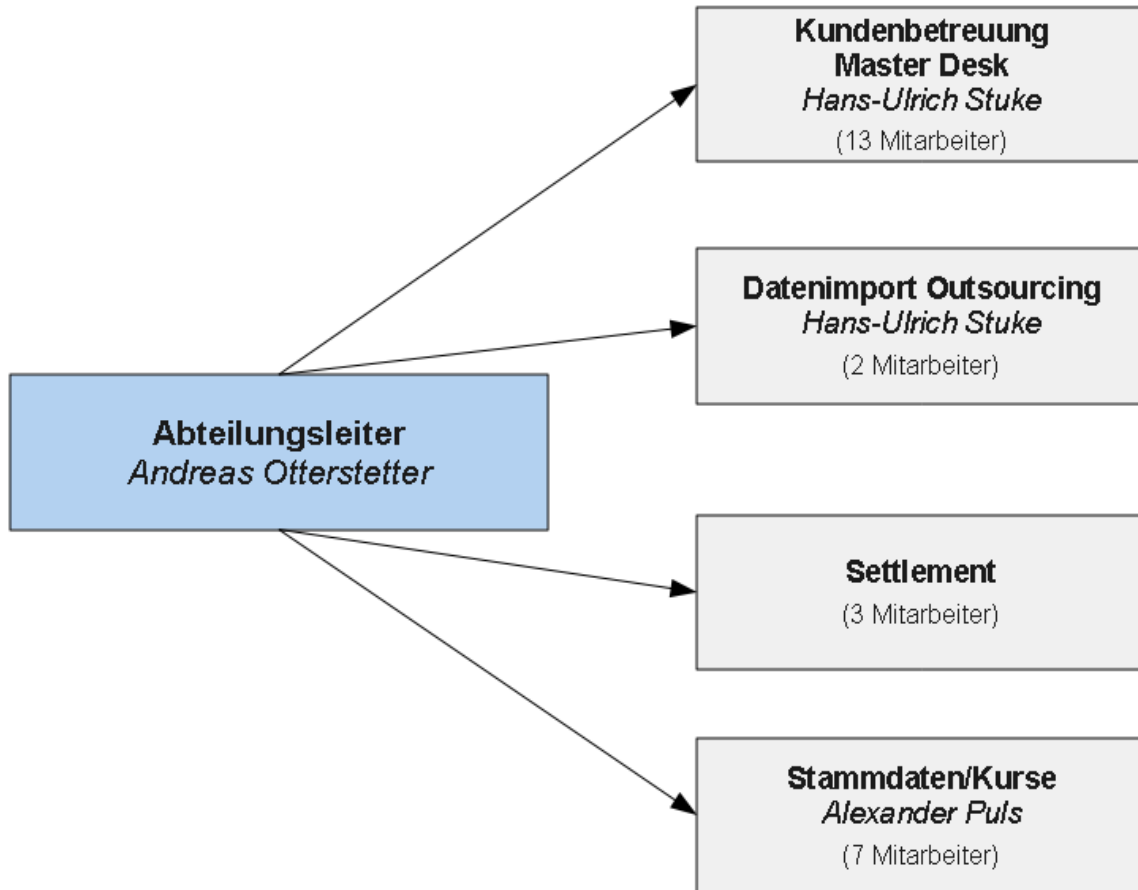 Kundenbetreuung
Master Desk
Hans-Ulrich Stuke
(13 Mitarbeiter)
Datenimport Outsourcing
Hans-Ulrich Stuke
(2 Mitarbeiter)
Abteilungsleiter
Andreas Otterstetter
Settlement
(3 Mitarbeiter)
Stammdaten/Kurse
Alexander Puls
(7 Mitarbeiter)